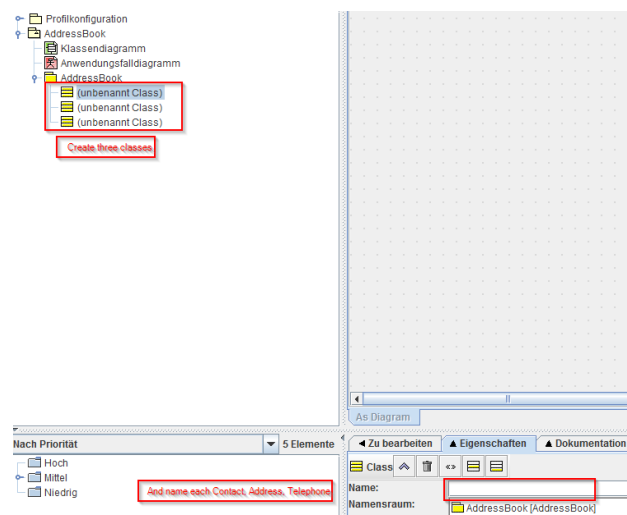 Profilkonfiguration
AddressBook
Klassendiagramm
Anwendungsfalldiagramm
AddressBook
(unbenannt Class)
(unbenannt Class)
(unbenannt Class)
Create three classes
As Diagram
Nach Priorität
5 Elemente
Hoch
Mittel
Niedrig
And name each Contact, Address, Telephone
Zu bearbeiten
Eigenschaften
Dokumentation
Class
Name:
Namensraum:
AddressBook [AddressBook]